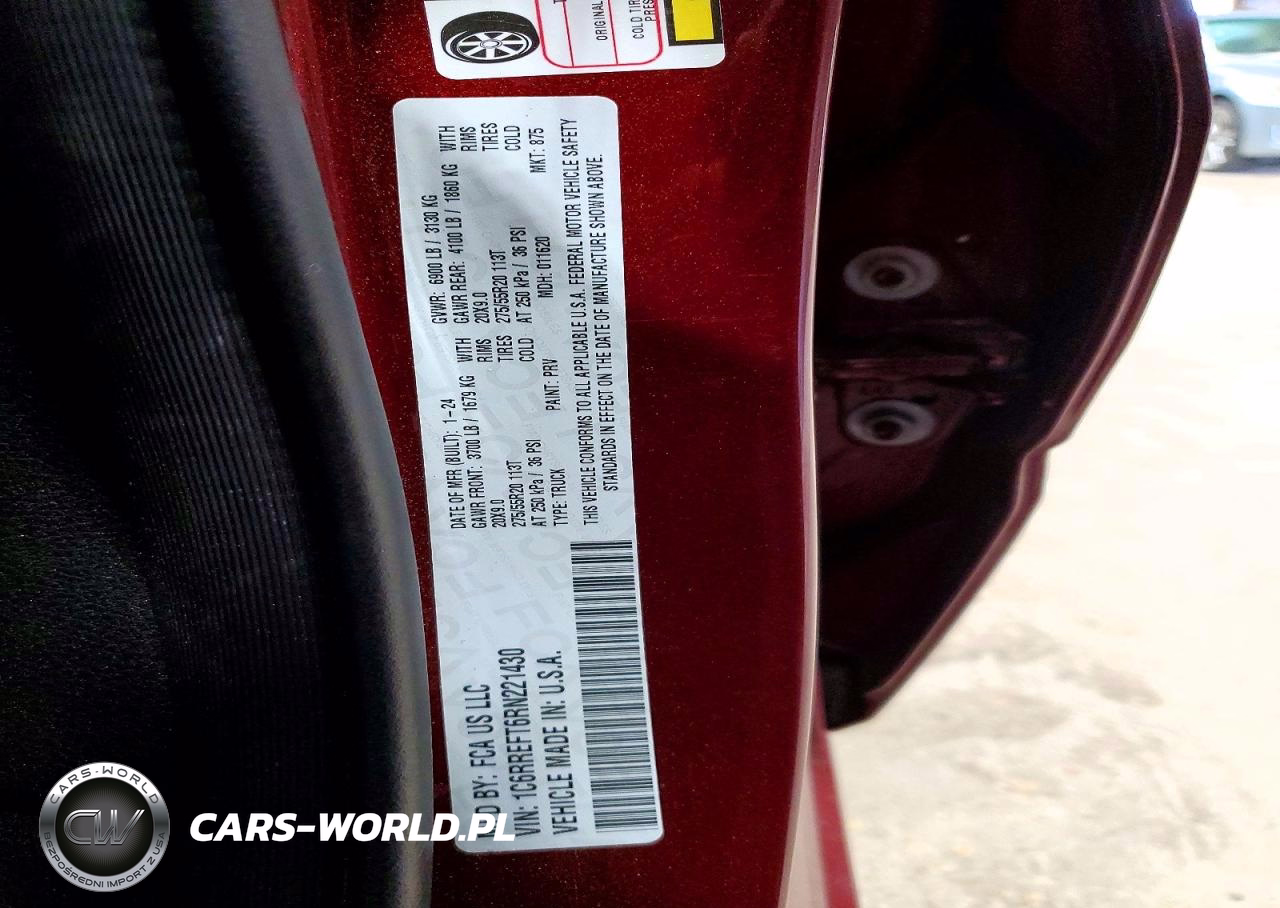 ORIGINAL
COLD TIRE
PRES
MFD BY: FCA US LLC
VIN: 1C6RREFT6RN221430
VEHICLE MADE IN: U.S.A.
DATE OF MFR (BUILT): 1-24 GVWR: 6900 LB / 3130 KG
GAWR FRONT: 3700 LB / 1679 KG WITH GAWR REAR: 4100 LB / 1860 KG WITH
20X9.0 RIMS 20X9.0 RIMS
275/55R20 113T TIRES 275/55R20 113T TIRES
AT 250 kPa / 36 PSI COLD AT 250 kPa / 36 PSI COLD
TYPE: TRUCK PAINT: PRV MDH: 011620 MKT: 875
THIS VEHICLE CONFORMS TO ALL APPLICABLE U.S.A. FEDERAL MOTOR VEHICLE SAFETY
STANDARDS IN EFFECT ON THE DATE OF MANUFACTURE SHOWN ABOVE.
CARS-WORLD
CW
BEZPOŚREDNI IMPORT Z USA
CARS-WORLD.PL